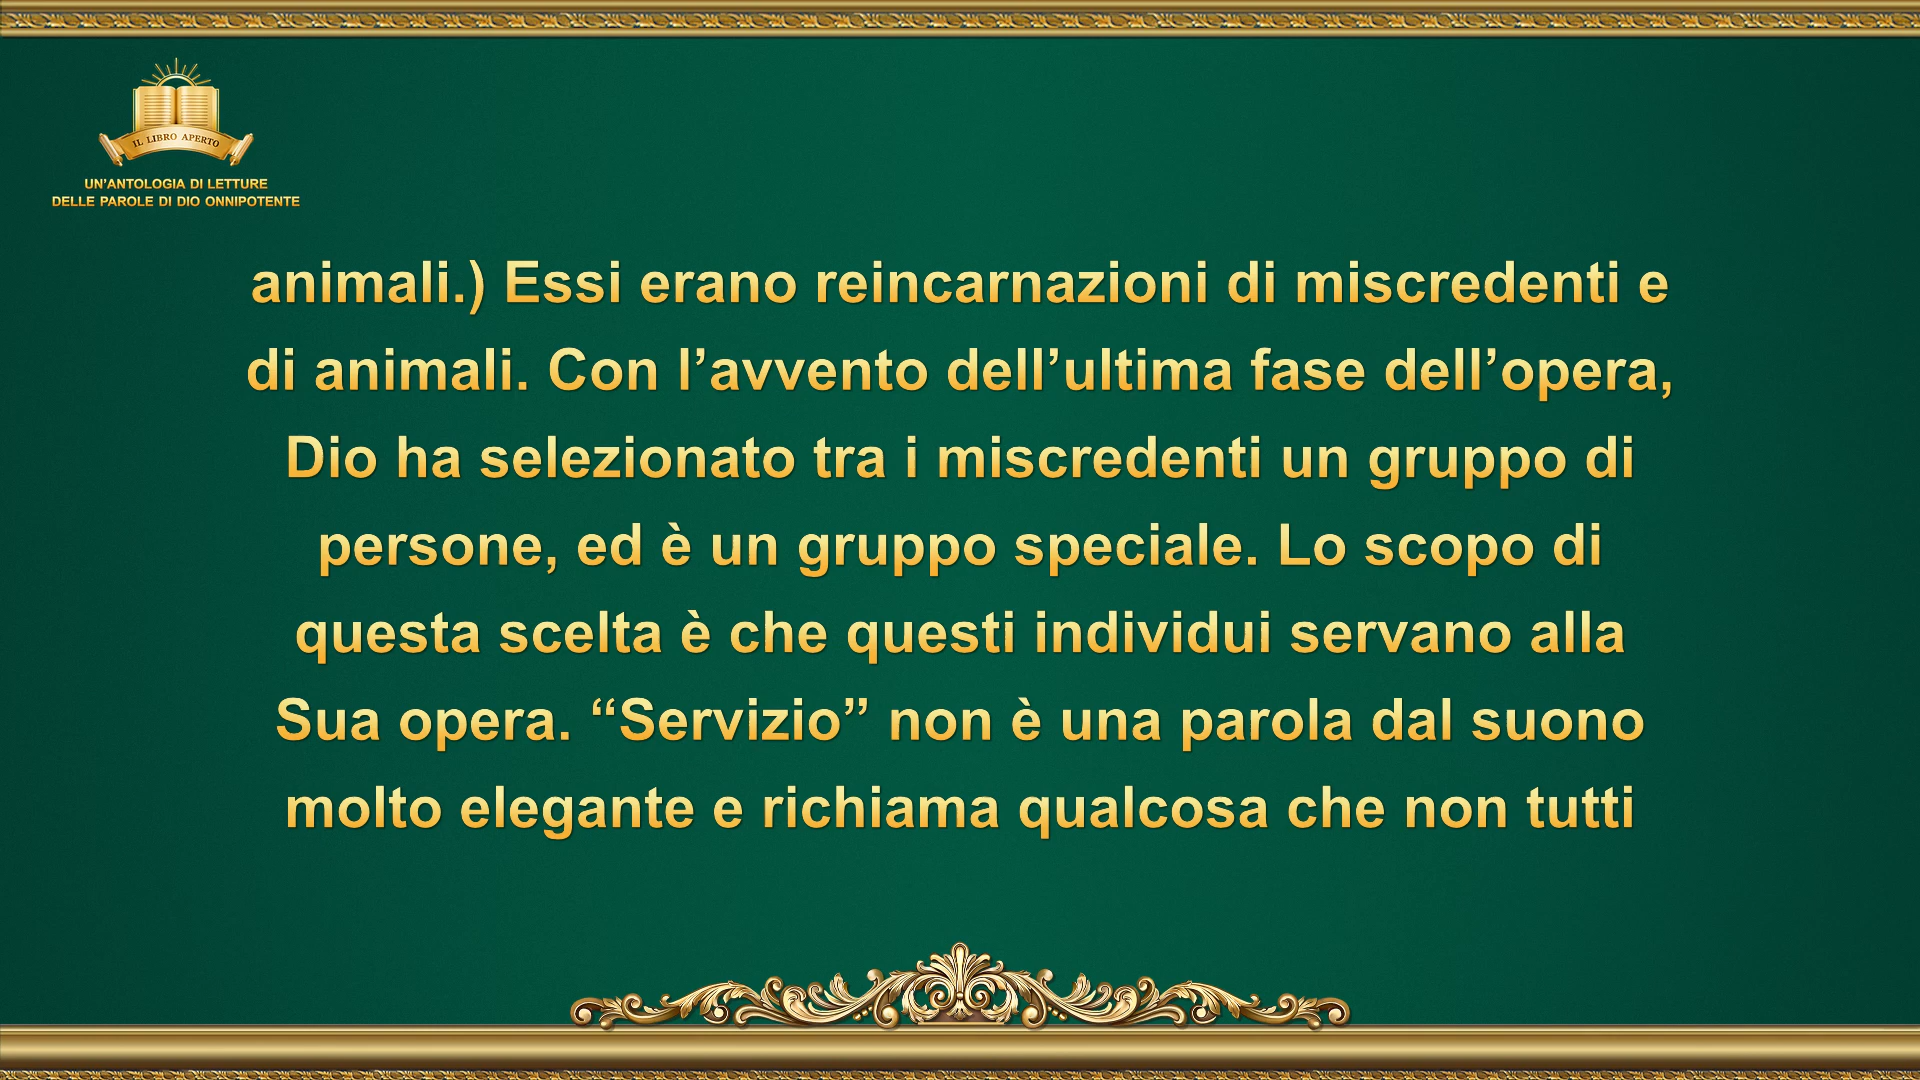 IL LIBRO APERTO
UN’ANTOLOGIA DI LETTURE
DELLE PAROLE DI DIO ONNIPOTENTE
animali.) Essi erano reincarnazioni di miscredenti e
di animali. Con l’avvento dell’ultima fase dell’opera,
Dio ha selezionato tra i miscredenti un gruppo di
persone, ed è un gruppo speciale. Lo scopo di
questa scelta è che questi individui servano alla
Sua opera. “Servizio” non è una parola dal suono
molto elegante e richiama qualcosa che non tutti